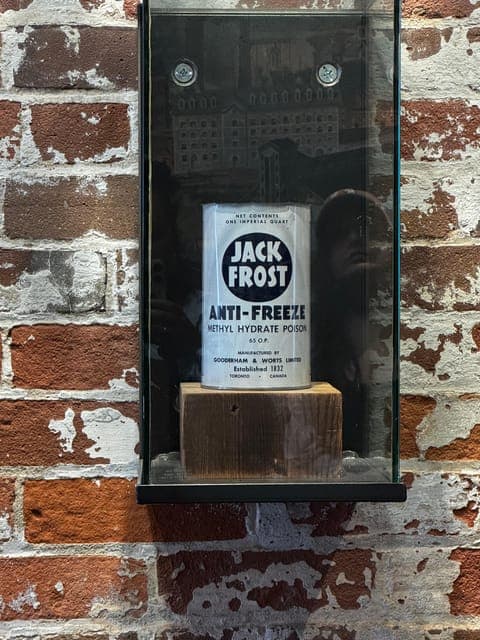 NET CONTENTS
ONE IMPERIAL QUART
JACK
FROST
ANTI-FREEZE
METHYL HYDRATE POISON
65 O.P.
MANUFACTURED BY
GOODERHAM & WORTS LIMITED
Established 1832
TORONTO • CANADA